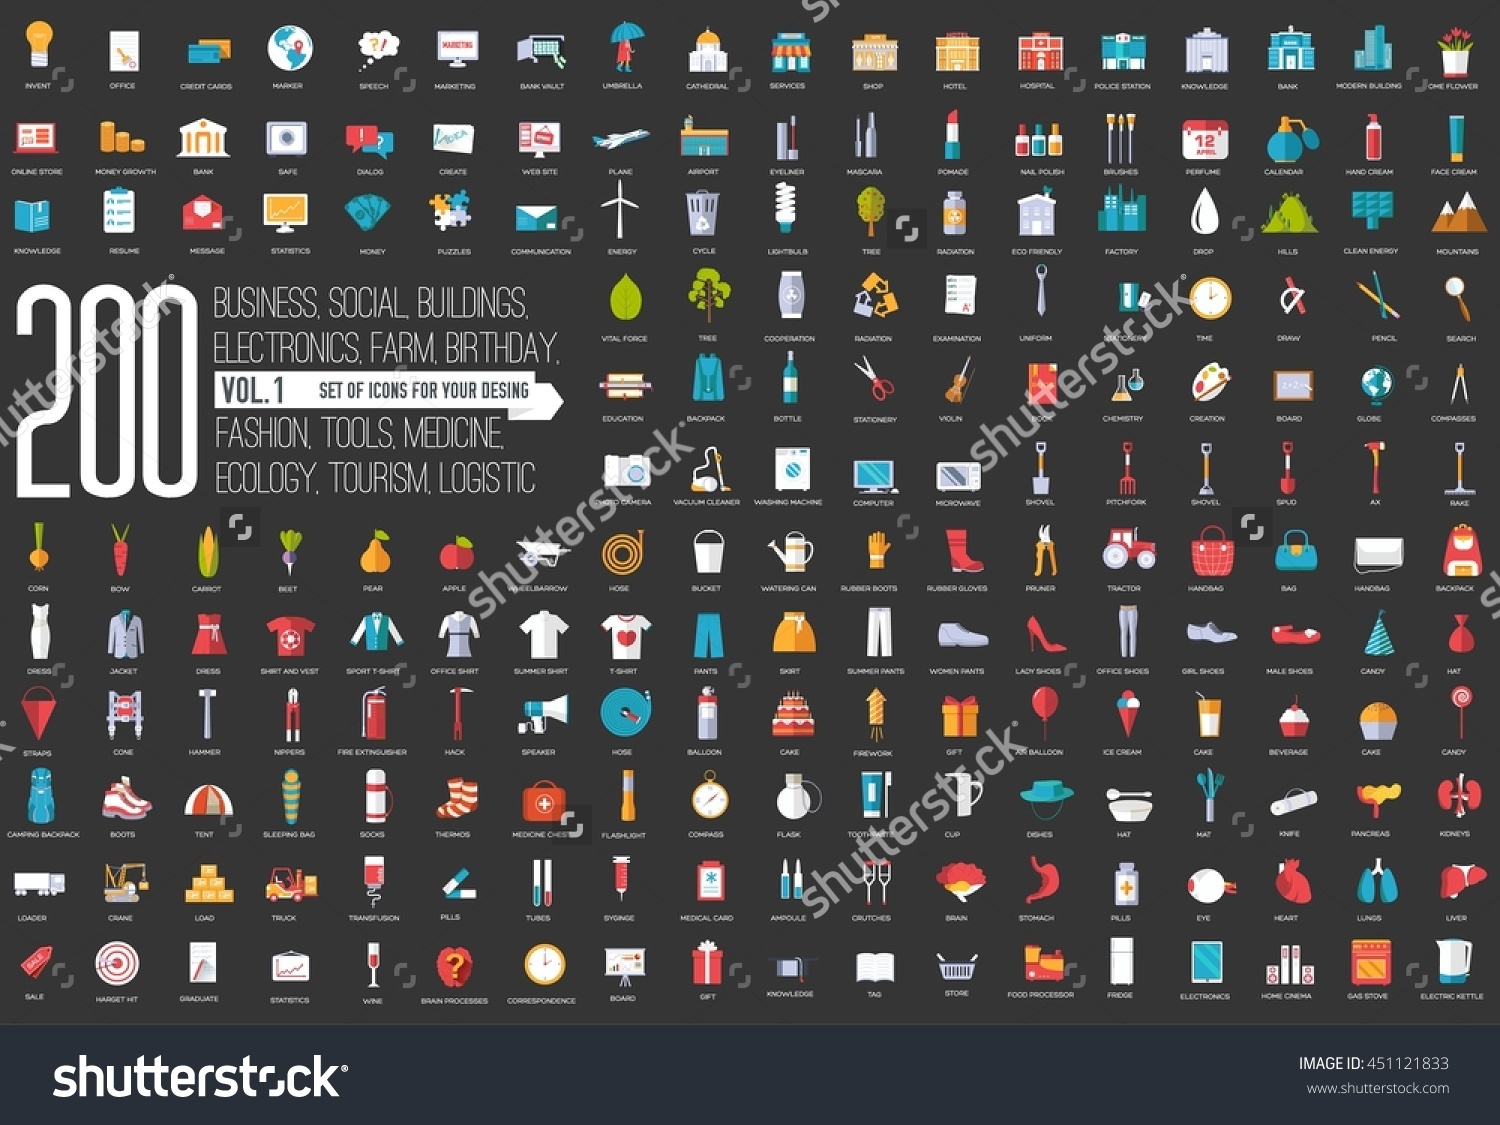 INVENT OFFICE CREDIT CARDS MARKER SPEECH MARKETING BANK VAULT UMBRELLA CATHEDRAL SERVICES SHOP HOTEL HOSPITAL POLICE STATION KNOWLEDGE BANK MODERN BUILDING OME FLOWER
ONLINE STORE MONEY GROWTH BANK SAFE DIALOG CREATE WEB SITE PLANE AIRPORT EYELINER MASCARA POMADE NAIL POLISH BRUSHES PERFUME CALENDAR HAND CREAM FACE CREAM
KNOWLEDGE RESUME MESSAGE STATISTICS MONEY PUZZLES COMMUNICATION ENERGY CYCLE LIGHTBULB TREE RADIATION ECO FRIENDLY FACTORY DROP HILLS CLEAN ENERGY MOUNTAINS
MARKETING
?!
IDEA
12
APRIL
200
BUSINESS, SOCIAL, BUILDINGS,
ELECTRONICS, FARM, BIRTHDAY,
VOL.1 SET OF ICONS FOR YOUR DESING
FASHION, TOOLS, MEDICINE,
ECOLOGY, TOURISM, LOGISTIC
VITAL FORCE TREE COOPERATION RADIATION EXAMINATION UNIFORM STATIONERY TIME DRAW PENCIL SEARCH
EDUCATION BACKPACK BOTTLE STATIONERY VIOLIN BOOK CHEMISTRY CREATION BOARD GLOBE COMPASSES
PHOTO CAMERA VACUUM CLEANER WASHING MACHINE COMPUTER MICROWAVE SHOVEL PITCHFORK SHOVEL SPUD AX RAKE
CORN BOW CARROT BEET PEAR APPLE WHEELBARROW HOSE BUCKET WATERING CAN RUBBER BOOTS RUBBER GLOVES PRUNER TRACTOR HANDBAG BAG HANDBAG BACKPACK
DRESS JACKET DRESS SHIRT AND VEST SPORT T-SHIRT OFFICE SHIRT SUMMER SHIRT T-SHIRT PANTS SKIRT SUMMER PANTS WOMEN PANTS LADY SHOES OFFICE SHOES GIRL SHOES MALE SHOES CANDY HAT
STRAPS CONE HAMMER NIPPERS FIRE EXTINGUISHER HACK SPEAKER HOSE BALLOON CAKE FIREWORK GIFT AIR BALLOON ICE CREAM CAKE BEVERAGE CAKE CANDY
CAMPING BACKPACK BOOTS TENT SLEEPING BAG SOCKS THERMOS MEDICINE CHEST FLASHLIGHT COMPASS FLASK TOOTHPASTE CUP DISHES HAT MAT KNIFE PANCREAS KIDNEYS
LOADER CRANE LOAD TRUCK TRANSFUSION PILLS TUBES SYGINGE MEDICAL CARD AMPOULE CRUTCHES BRAIN STOMACH PILLS EYE HEART LUNGS LIVER
SALE
SALE HARGET HIT GRADUATE STATISTICS WINE BRAIN PROCESSES CORRESPONDENCE BOARD GIFT KNOWLEDGE TAG STORE FOOD PROCESSOR FRIDGE ELECTRONICS HOME CINEMA GAS STOVE ELECTRIC KETTLE
shutterstock
shutterstock
shutterstock
shutterstock
shutterstock
IMAGE ID: 451121833
www.shutterstock.com